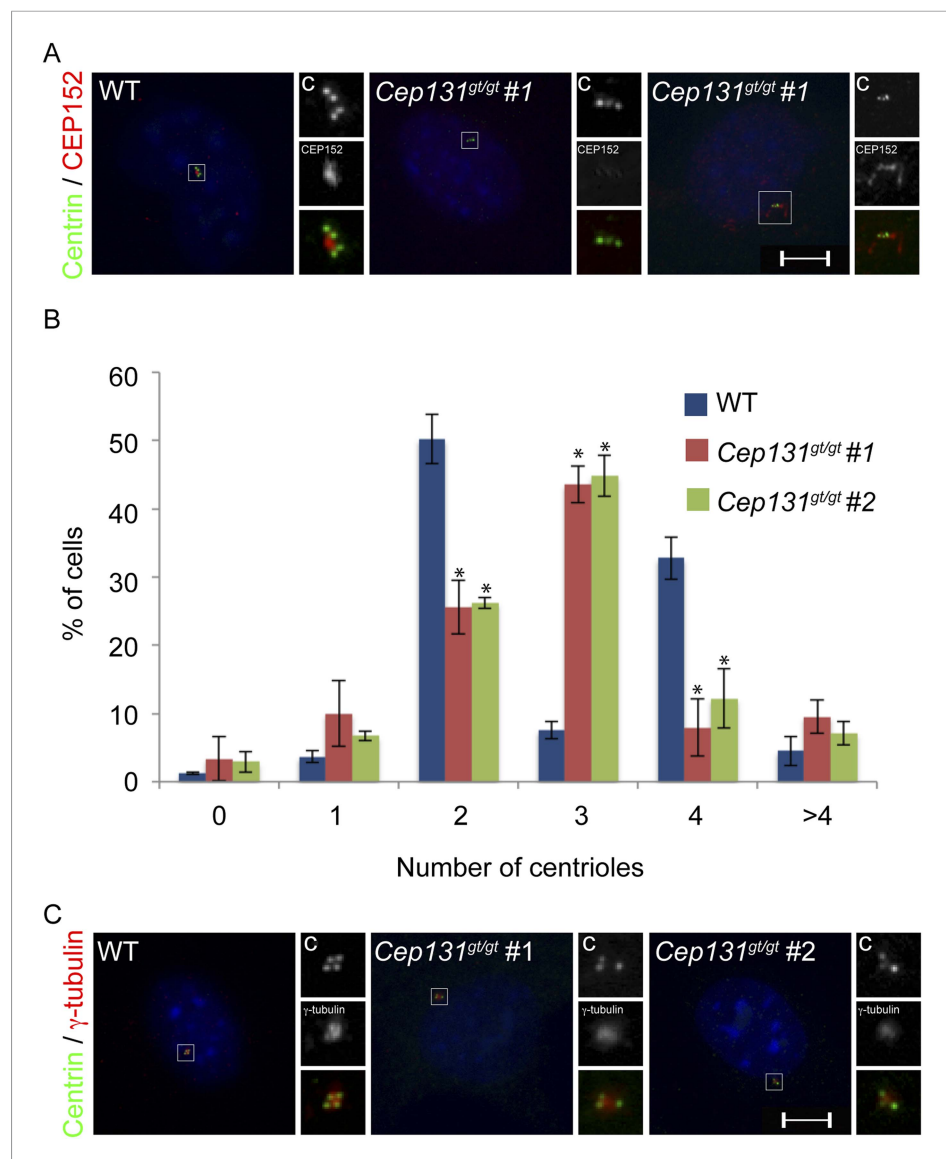 A
Centrin / CEP152
WT
C
CEP152
Cep131gt/gt #1
C
CEP152
Cep131gt/gt #1
C
CEP152
B
60
50
40
30
20
10
0
% of cells
WT
Cep131gt/gt #1
Cep131gt/gt #2
* *
* *
* *
0 1 2 3 4 >4
Number of centrioles
C
Centrin / γ-tubulin
WT
C
γ-tubulin
Cep131gt/gt #1
C
γ-tubulin
Cep131gt/gt #2
C
γ-tubulin